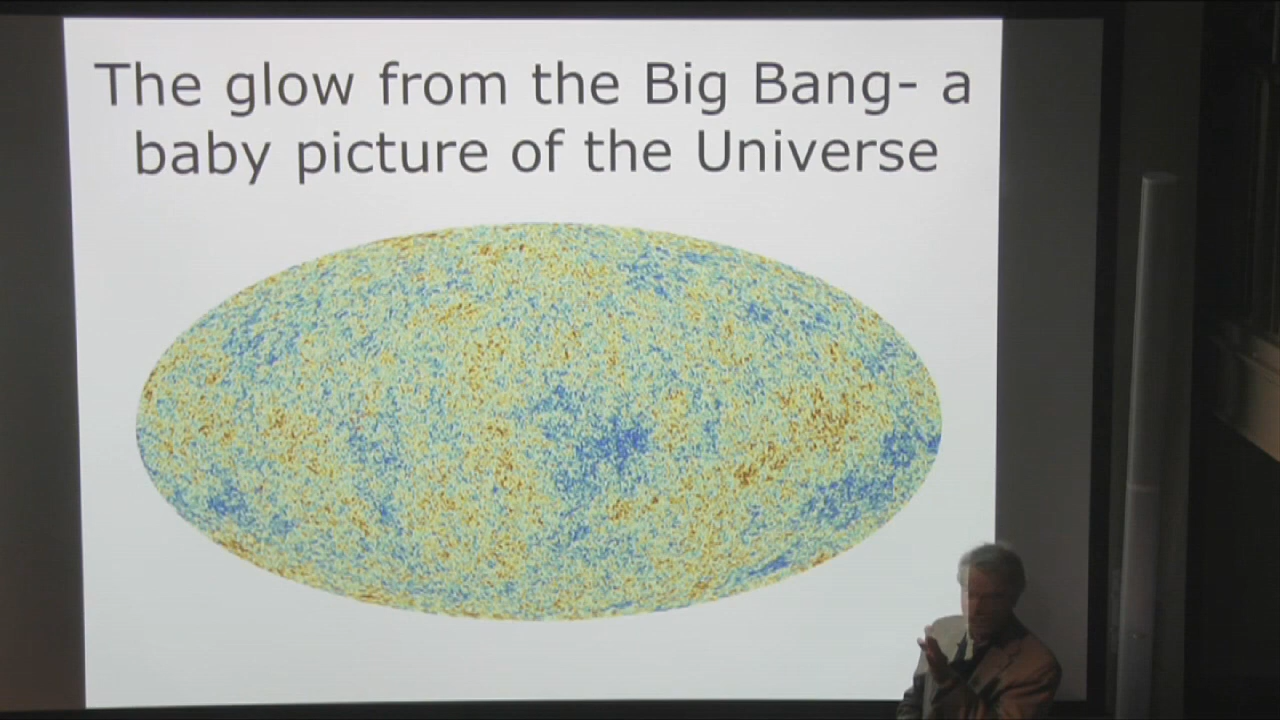 The glow from the Big Bang- a
baby picture of the Universe